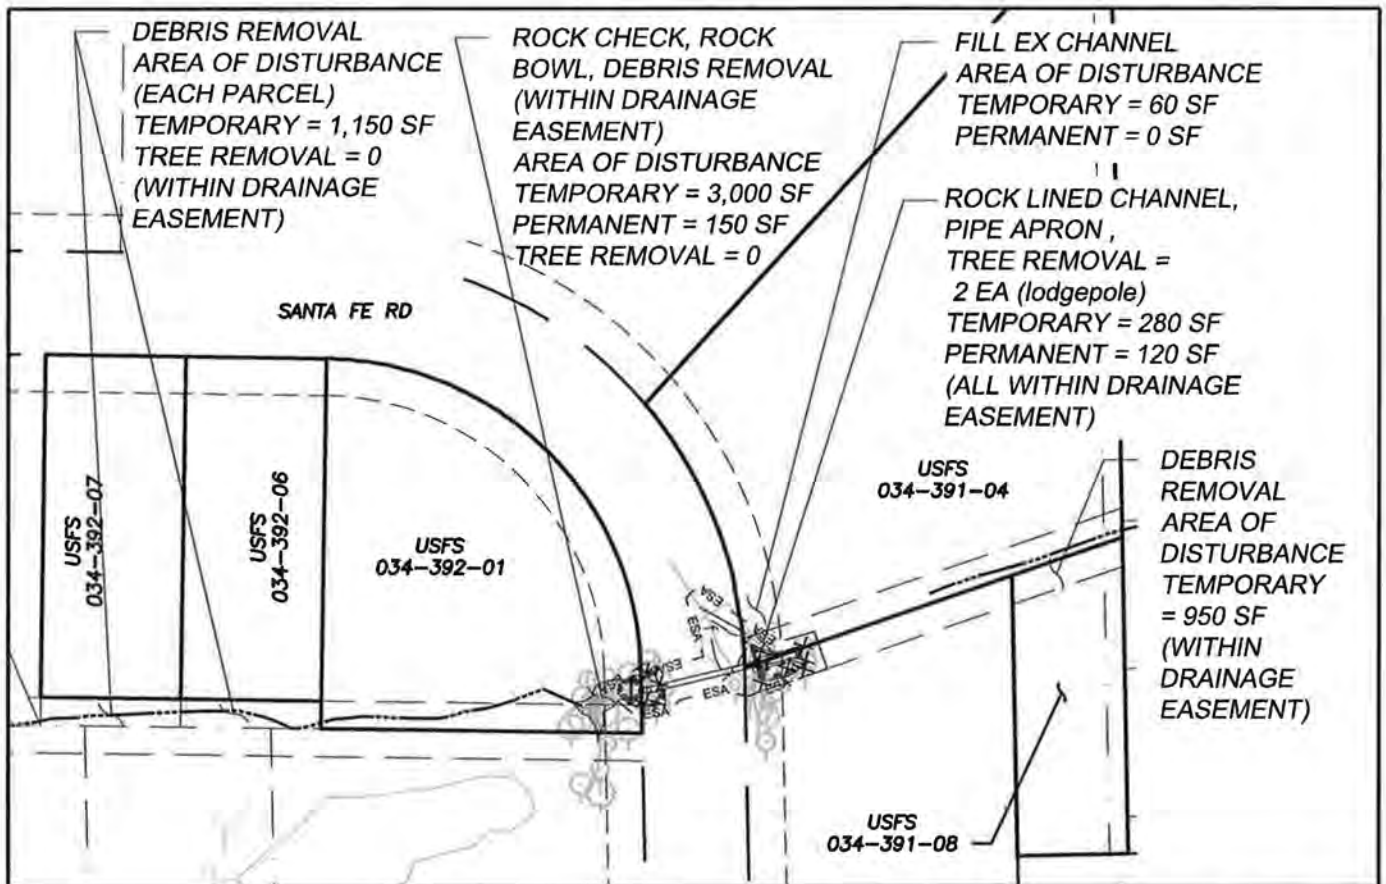 DEBRIS REMOVAL
AREA OF DISTURBANCE
(EACH PARCEL)
TEMPORARY = 1,150 SF
TREE REMOVAL = 0
(WITHIN DRAINAGE
EASEMENT)
ROCK CHECK, ROCK
BOWL, DEBRIS REMOVAL
(WITHIN DRAINAGE
EASEMENT)
AREA OF DISTURBANCE
TEMPORARY = 3,000 SF
PERMANENT = 150 SF
TREE REMOVAL = 0
FILL EX CHANNEL
AREA OF DISTURBANCE
TEMPORARY = 60 SF
PERMANENT = 0 SF
ROCK LINED CHANNEL,
PIPE APRON ,
TREE REMOVAL =
2 EA (lodgepole)
TEMPORARY = 280 SF
PERMANENT = 120 SF
(ALL WITHIN DRAINAGE
EASEMENT)
SANTA FE RD
USFS
034-392-07
USFS
034-392-06
USFS
034-392-01
USFS
034-391-04
DEBRIS
REMOVAL
AREA OF
DISTURBANCE
TEMPORARY
= 950 SF
(WITHIN
DRAINAGE
EASEMENT)
ESA
ESA
ESA
ESA
ESA
USFS
034-391-08